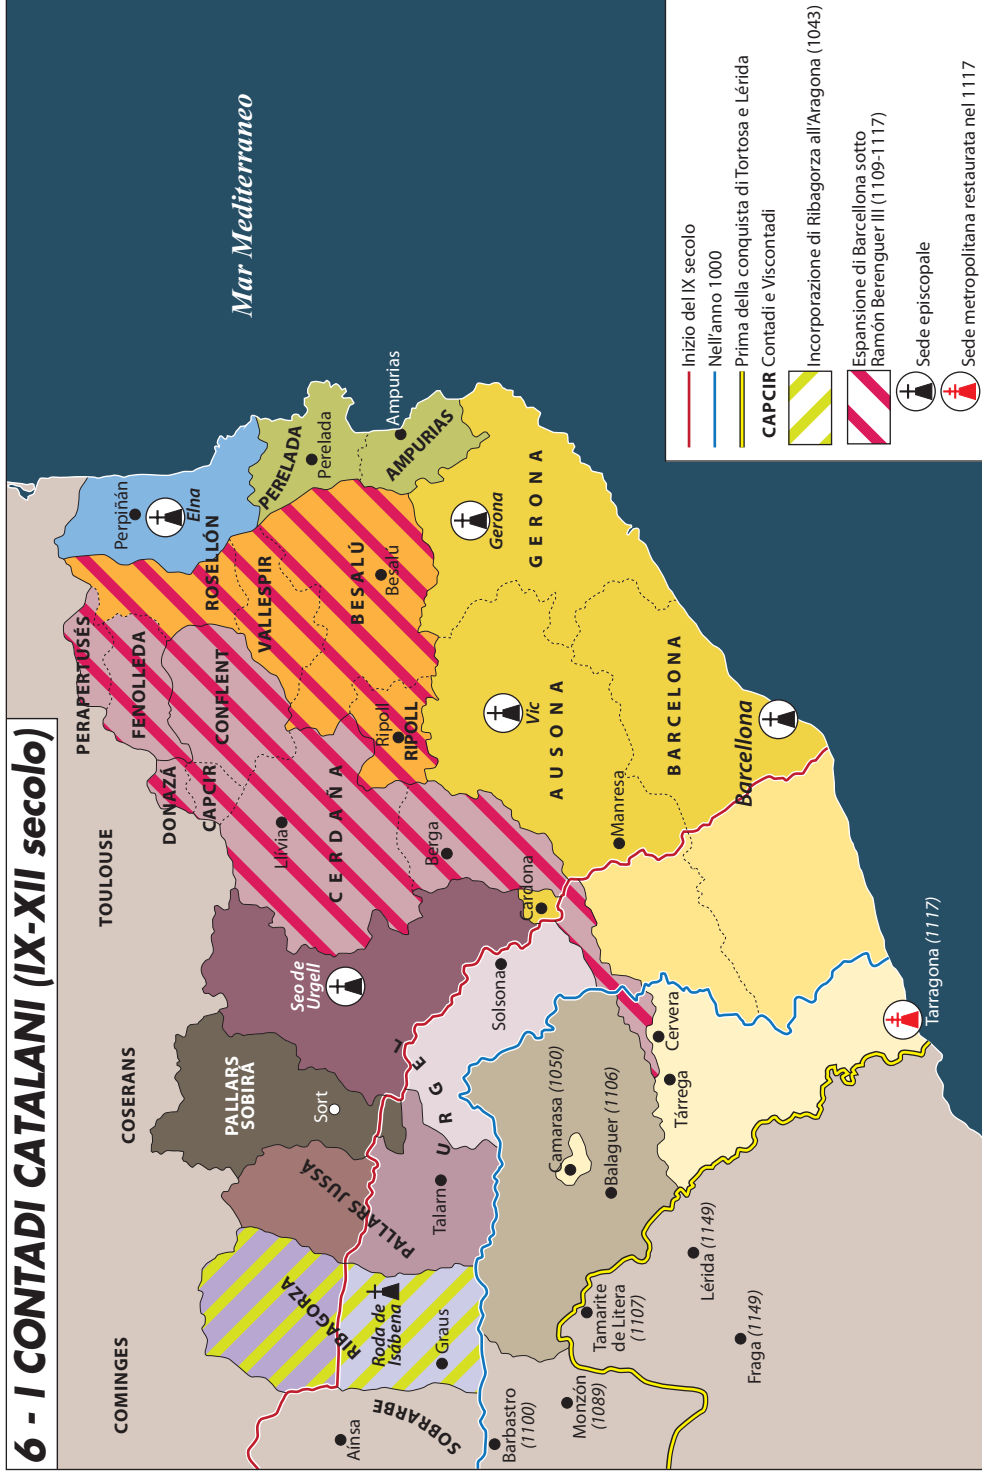 6 - I CONTADI CATALANI (IX-XII secolo)
COMINGES
COSERANS
TOULOUSE
Mar Mediterraneo
PERAPERTUSÉS
FENOLLEDA
DONAZÁ
CAPCIR
CONFLENT
ROSELLÓN
Perpiñán
Elna
VALLESPIR
PERELADA
Perelada
AMPURIAS
Ampurias
BESALÚ
Besalú
Llívia
CERDAÑA
Ripoll
RIPOLL
Berga
Seo de
Urgell
PALLARS
SOBIRÁ
Sort
PALLARS JUSSÁ
Talarn
RIBAGORZA
Roda de
Isábena
Graus
SOBRARBE
Aínsa
URGEL
Solsona
Cardona
Gerona
GERONA
Vic
AUSONA
Manresa
BARCELONA
Barcellona
Barbastro
(1100)
Monzón
(1089)
Tamarite
de Litera
(1107)
Camarasa (1050)
Balaguer (1106)
Cervera
Tárrega
Lérida (1149)
Fraga (1149)
Tarragona (1117)
Inizio del IX secolo
Nell'anno 1000
Prima della conquista di Tortosa e Lérida
CAPCIR Contadi e Viscontadi
Incorporazione di Ribagorza all'Aragona (1043)
Espansione di Barcellona sotto
Ramón Berenguer III (1109-1117)
Sede episcopale
Sede metropolitana restaurata nel 1117